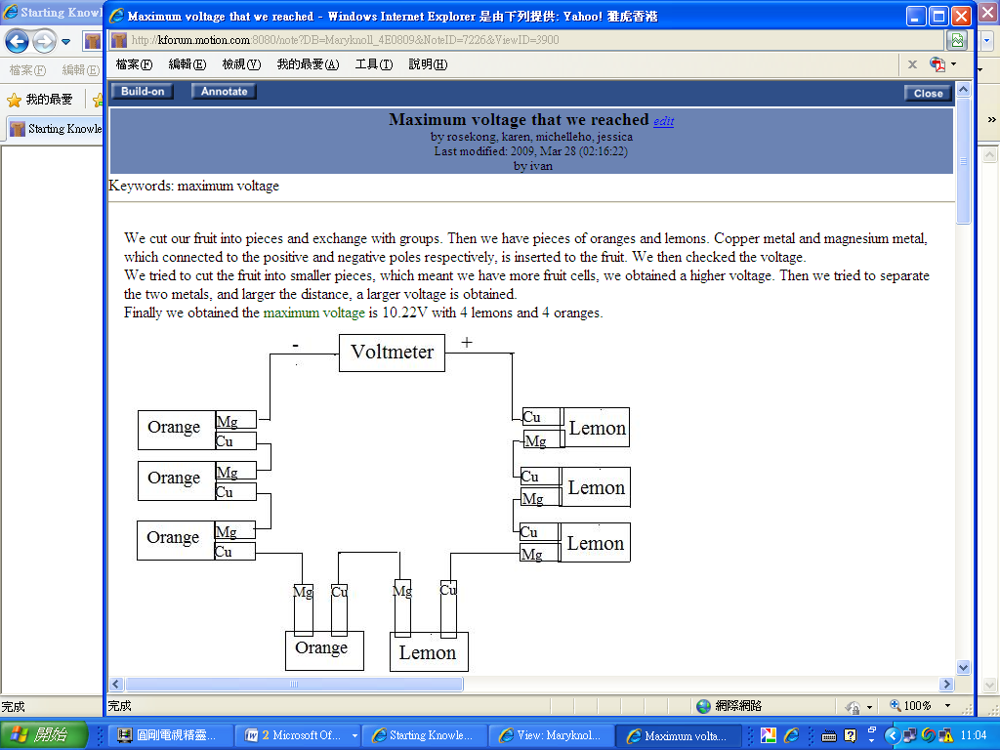 Starting Knowl
Maximum voltage that we reached - Windows Internet Explorer 是由下列提供: Yahoo! 雅虎香港
http://kforum.motion.com:8080/note?DB=Maryknoll_4E0809&NoteID=7226&ViewID=3900
檔案(F) 編輯(E)
檔案(F) 編輯(E) 檢視(V) 我的最愛(A) 工具(T) 說明(H)
我的最愛
Build-on Annotate Close
Starting Knowle
Maximum voltage that we reached edit
by rosekong, karen, michelleho, jessica
Last modified: 2009, Mar 28 (02:16:22)
by ivan
Keywords: maximum voltage
We cut our fruit into pieces and exchange with groups. Then we have pieces of oranges and lemons. Copper metal and magnesium metal,
which connected to the positive and negative poles respectively, is inserted to the fruit. We then checked the voltage.
We tried to cut the fruit into smaller pieces, which meant we have more fruit cells, we obtained a higher voltage. Then we tried to separate
the two metals, and larger the distance, a larger voltage is obtained.
Finally we obtained the maximum voltage is 10.22V with 4 lemons and 4 oranges.
- Voltmeter +
Orange Mg
Cu
Cu Lemon
Mg
Orange Mg
Cu
Cu Lemon
Mg
Orange Mg
Cu
Cu Lemon
Mg
Mg Cu Mg Cu
Orange Lemon
完成
完成 網際網路 100%
開始 圓剛電視精靈... 2 Microsoft Of... Starting Knowle... View: Maryknol... Maximum volta... 11:04